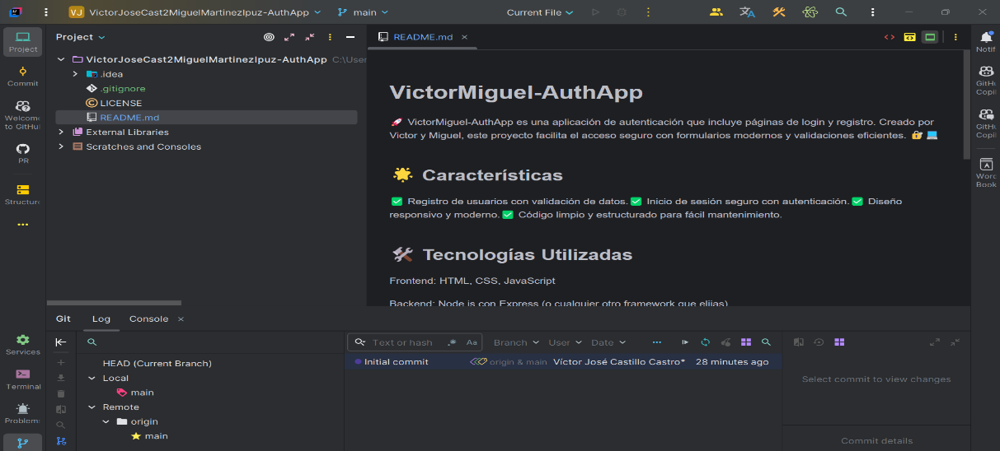 VJ VictorJoseCast2MiguelMartinezIpuz-AuthApp main Current File
Project
Commit
Welcome
to GitHu
PR
Structure
Services
Terminal
Problems
Project
VictorJoseCast2MiguelMartinezIpuz-AuthApp C:\User
.idea
.gitignore
LICENSE
README.md
External Libraries
Scratches and Consoles
README.md
VictorMiguel-AuthApp
🚀 VictorMiguel-AuthApp es una aplicación de autenticación que incluye páginas de login y registro. Creado por
Victor y Miguel, este proyecto facilita el acceso seguro con formularios modernos y validaciones eficientes. 🔐 💻
🌟 Características
✅ Registro de usuarios con validación de datos. ✅ Inicio de sesión seguro con autenticación. ✅ Diseño
responsivo y moderno. ✅ Código limpio y estructurado para fácil mantenimiento.
🛠 Tecnologías Utilizadas
Frontend: HTML, CSS, JavaScript
Backend: Node.js con Express (o cualquier otro framework que elijas)
Notif
GitHu
Copil
GitHu
Copil
Word
Book
Git Log Console
HEAD (Current Branch)
Local
main
Remote
origin
main
Text or hash .* Aa Branch User Date
Initial commit origin & main Víctor José Castillo Castro* 28 minutes ago
Select commit to view changes
Commit details